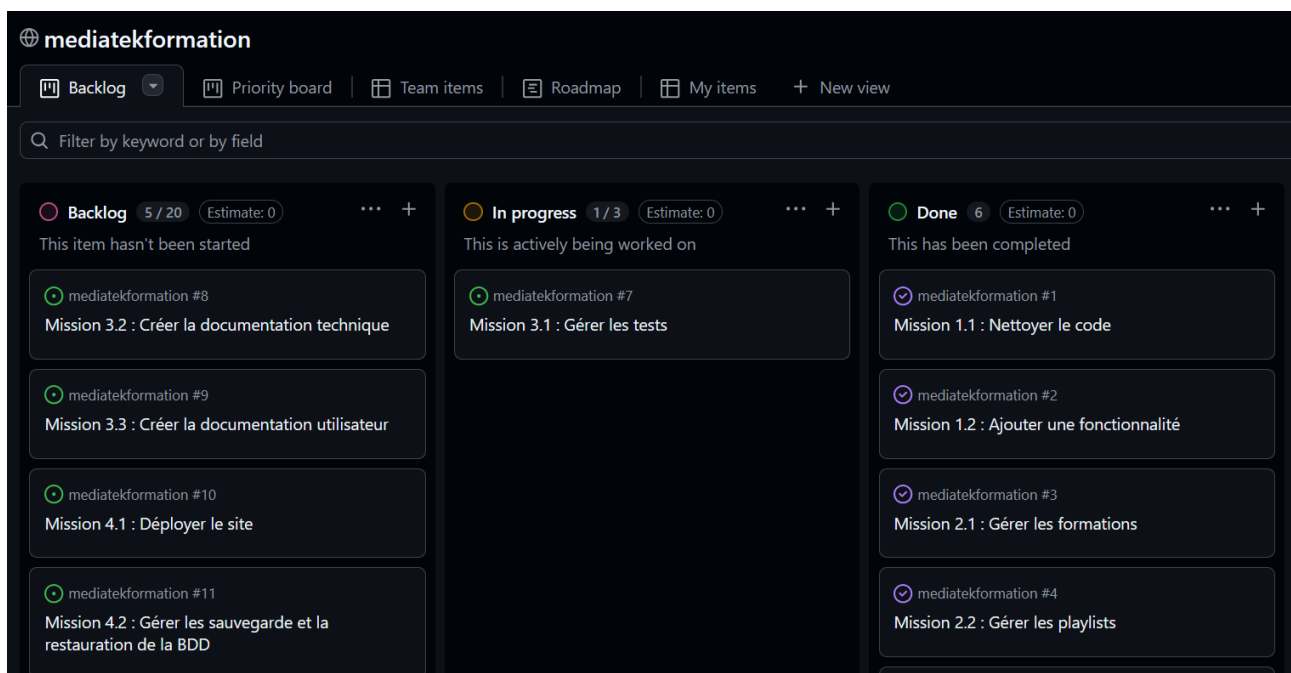 mediatekformation
Backlog Priority board Team items Roadmap My items + New view
Filter by keyword or by field
Backlog 5 / 20 Estimate: 0 ... +
This item hasn't been started
mediatekformation #8
Mission 3.2 : Créer la documentation technique
mediatekformation #9
Mission 3.3 : Créer la documentation utilisateur
mediatekformation #10
Mission 4.1 : Déployer le site
mediatekformation #11
Mission 4.2 : Gérer les sauvegarde et la
restauration de la BDD
In progress 1 / 3 Estimate: 0 ... +
This is actively being worked on
mediatekformation #7
Mission 3.1 : Gérer les tests
Done 6 Estimate: 0 ... +
This has been completed
mediatekformation #1
Mission 1.1 : Nettoyer le code
mediatekformation #2
Mission 1.2 : Ajouter une fonctionnalité
mediatekformation #3
Mission 2.1 : Gérer les formations
mediatekformation #4
Mission 2.2 : Gérer les playlists